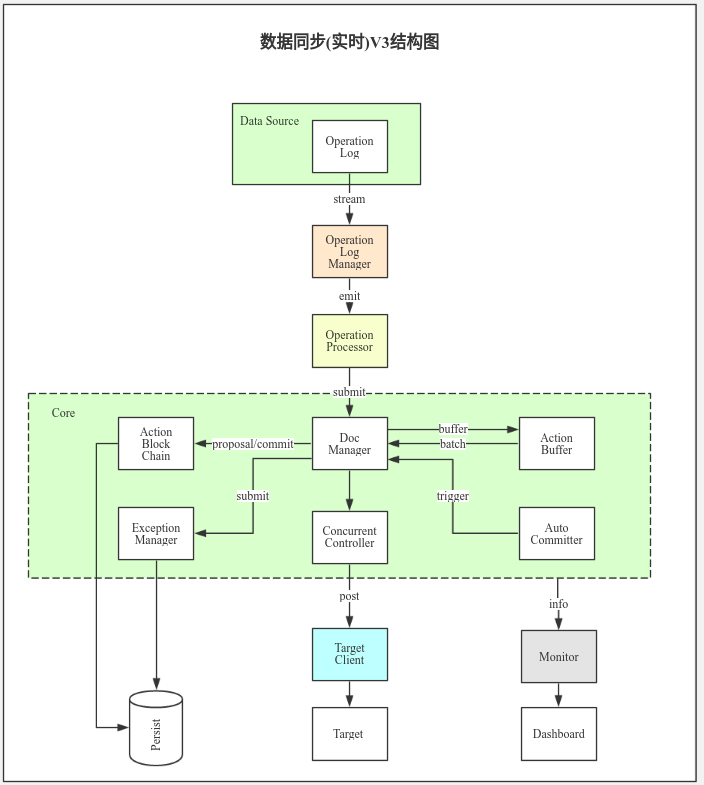 数据同步(实时)V3结构图
Data Source
Operation
Log
stream
Operation
Log
Manager
emit
Operation
Processor
submit
Core
Action
Block
Chain
proposal/commit
Doc
Manager
buffer
batch
Action
Buffer
submit
trigger
Exception
Manager
Concurrent
Controller
Auto
Committer
post
info
Target
Client
Monitor
Persist
Target
Dashboard